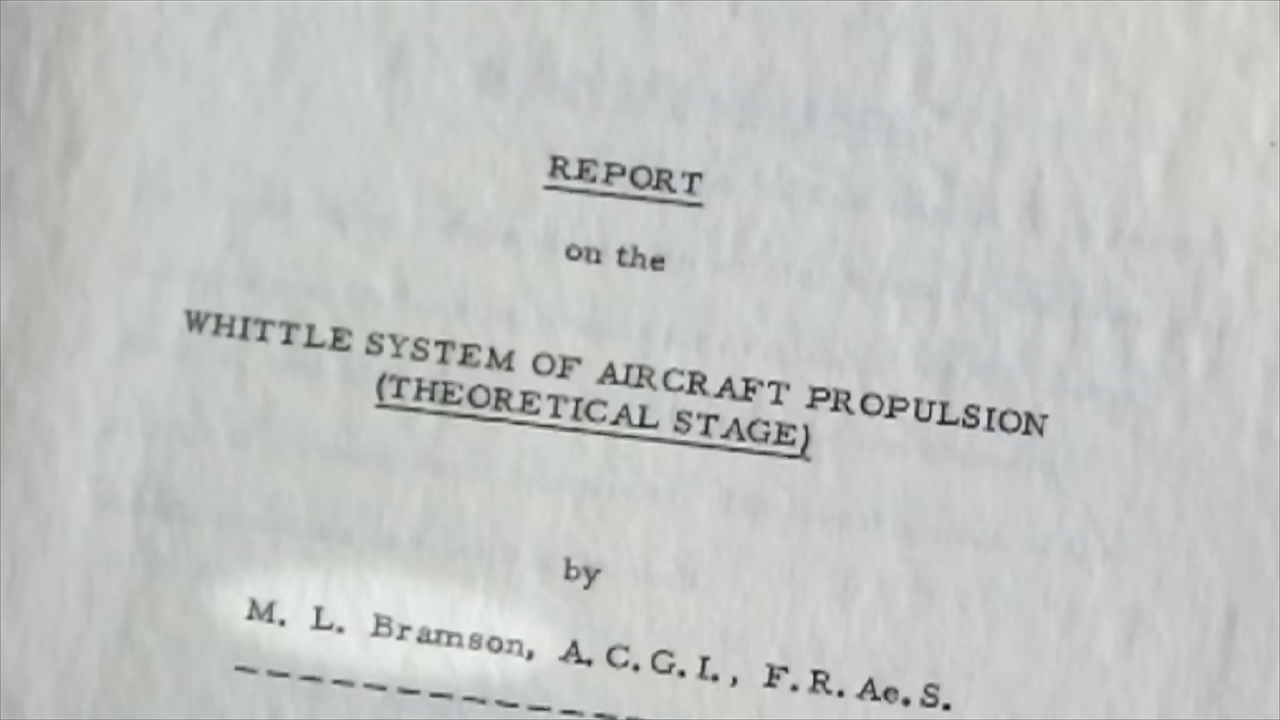 REPORT
on the
WHITTLE SYSTEM OF AIRCRAFT PROPULSION
(THEORETICAL STAGE)
by
M. L. Bramson, A.C.G.I., F.R.Ae.S.